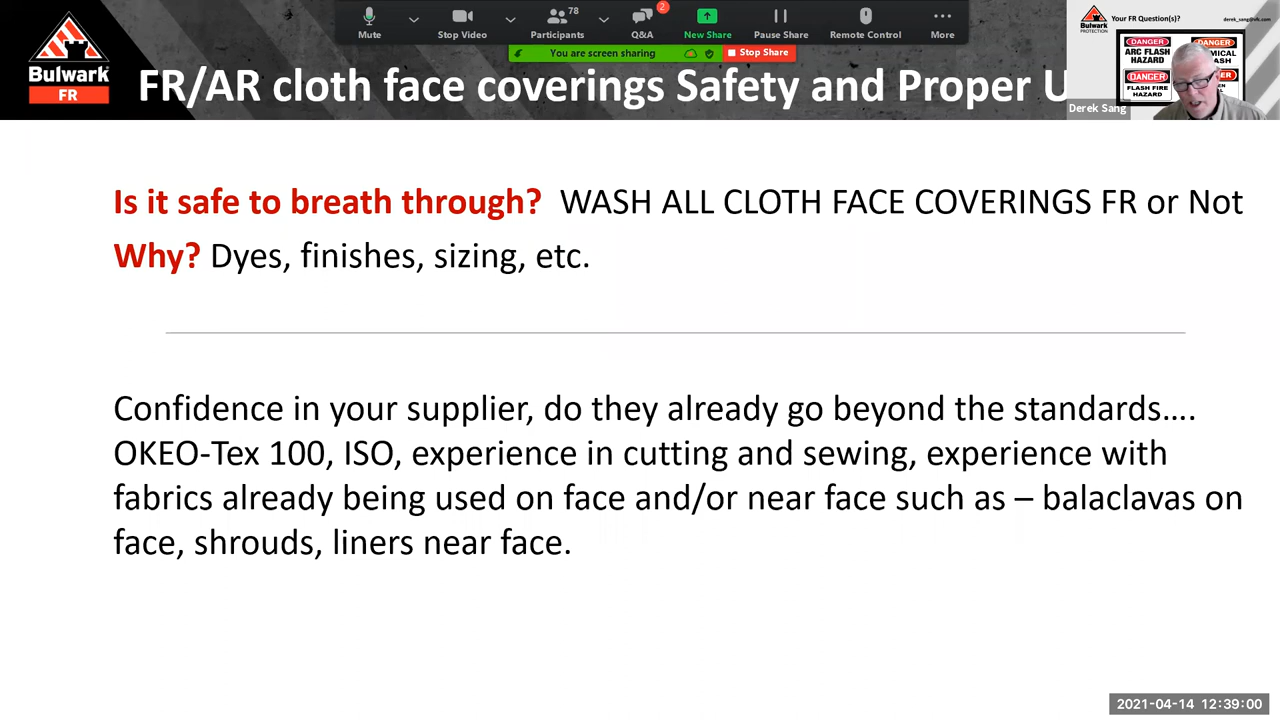 Mute
Stop Video
78
Participants
2
Q&A
New Share
Pause Share
Remote Control
More
You are screen sharing
Stop Share
Your FR Question(s)?
derek_sang@vfc.com
Bulwark
PROTECTION
DANGER
ARC FLASH
HAZARD
DANGER
FLASH FIRE
HAZARD
DANGER
Derek Sang
Bulwark
FR
FR/AR cloth face coverings Safety and Proper U
Is it safe to breath through? WASH ALL CLOTH FACE COVERINGS FR or Not
Why? Dyes, finishes, sizing, etc.
Confidence in your supplier, do they already go beyond the standards….
OKEO-Tex 100, ISO, experience in cutting and sewing, experience with
fabrics already being used on face and/or near face such as – balaclavas on
face, shrouds, liners near face.
2021-04-14 12:39:00